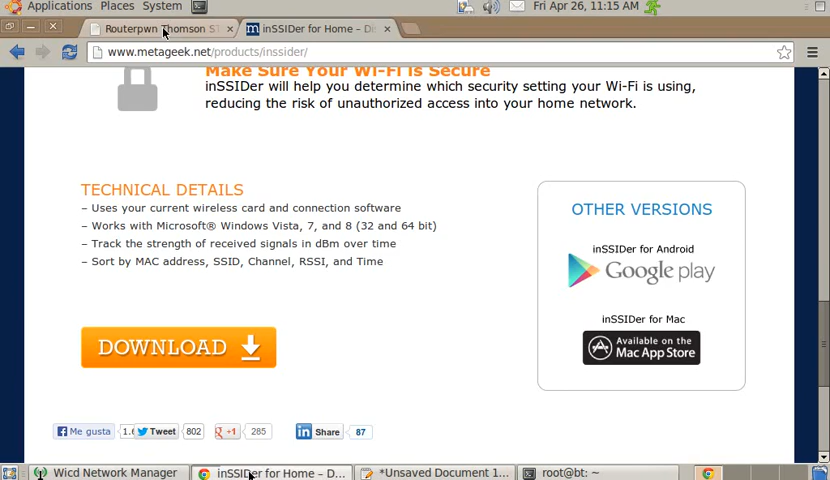 Applications Places System
Fri Apr 26, 11:15 AM
Routerpwn Thomson ST
inSSIDer for Home – Di
www.metageek.net/products/inssider/
Make Sure Your Wi-Fi Is Secure
inSSIDer will help you determine which security setting your Wi-Fi is using,
reducing the risk of unauthorized access into your home network.
TECHNICAL DETAILS
– Uses your current wireless card and connection software
– Works with Microsoft® Windows Vista, 7, and 8 (32 and 64 bit)
– Track the strength of received signals in dBm over time
– Sort by MAC address, SSID, Channel, RSSI, and Time
DOWNLOAD
OTHER VERSIONS
inSSIDer for Android
Google play
inSSIDer for Mac
Available on the
Mac App Store
Me gusta 1. Tweet 802 +1 285 in Share 87
Wicd Network Manager
inSSIDer for Home – D...
*Unsaved Document 1...
root@bt: ~